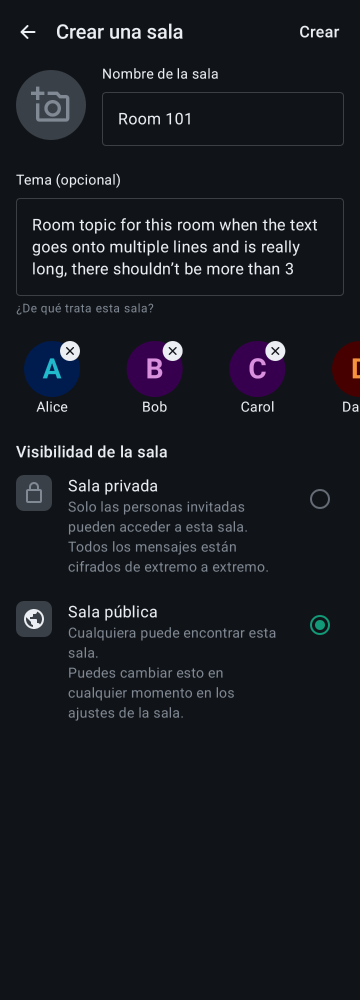 Crear una sala
Crear
Nombre de la sala
Room 101
Tema (opcional)
Room topic for this room when the text
goes onto multiple lines and is really
long, there shouldn’t be more than 3
¿De qué trata esta sala?
A
B
C
D
Alice
Bob
Carol
Da
Visibilidad de la sala
Sala privada
Solo las personas invitadas
pueden acceder a esta sala.
Todos los mensajes están
cifrados de extremo a extremo.
Sala pública
Cualquiera puede encontrar esta
sala.
Puedes cambiar esto en
cualquier momento en los
ajustes de la sala.